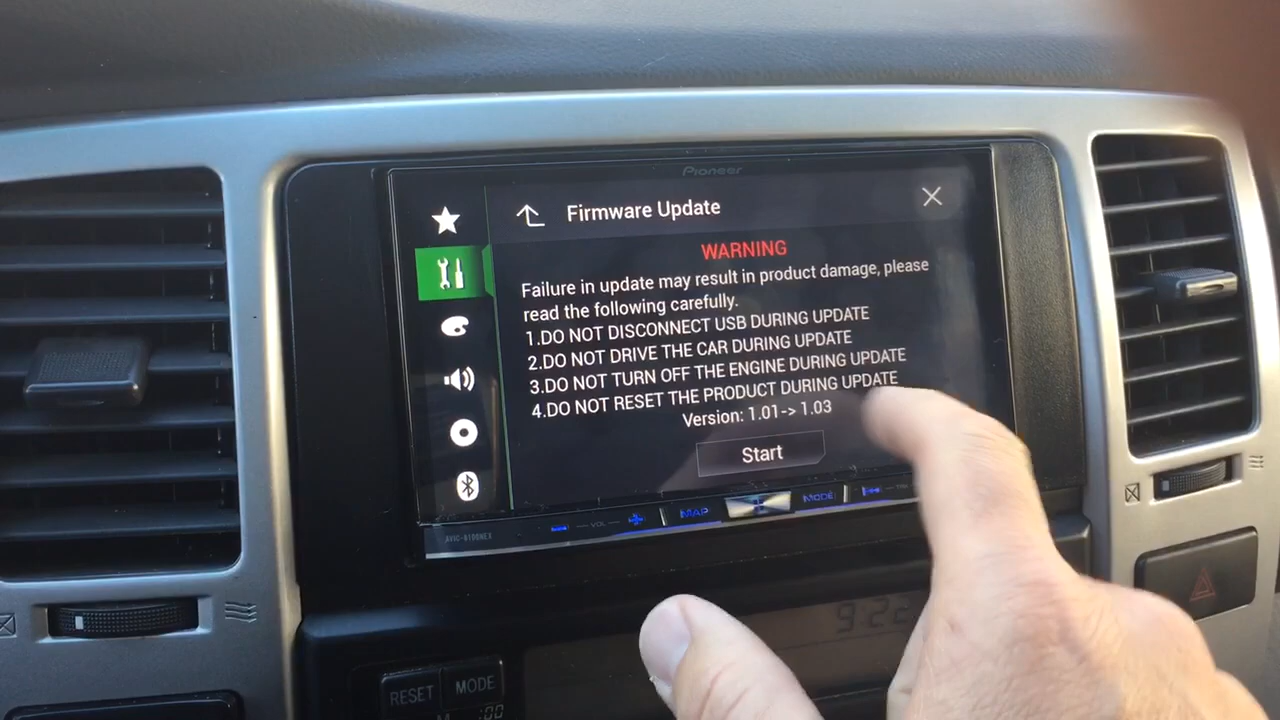 Pioneer
Firmware Update
WARNING
Failure in update may result in product damage, please
read the following carefully.
1.DO NOT DISCONNECT USB DURING UPDATE
2.DO NOT DRIVE THE CAR DURING UPDATE
3.DO NOT TURN OFF THE ENGINE DURING UPDATE
4.DO NOT RESET THE PRODUCT DURING UPDATE
Version: 1.01-> 1.03
Start
VOL
MAP
MODE
AVIC-8100NEX
RESET
MODE
:00